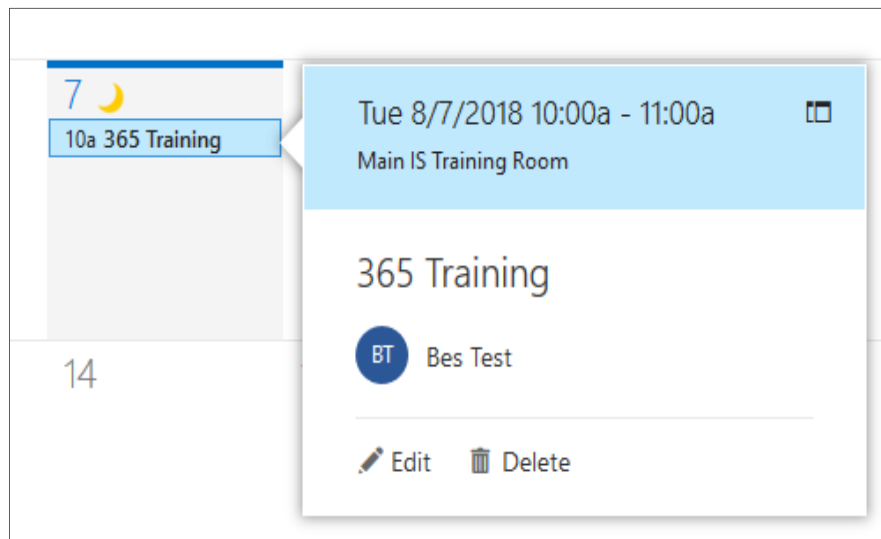 7
10a 365 Training
Tue 8/7/2018 10:00a - 11:00a
Main IS Training Room
365 Training
BT Bes Test
14
Edit Delete